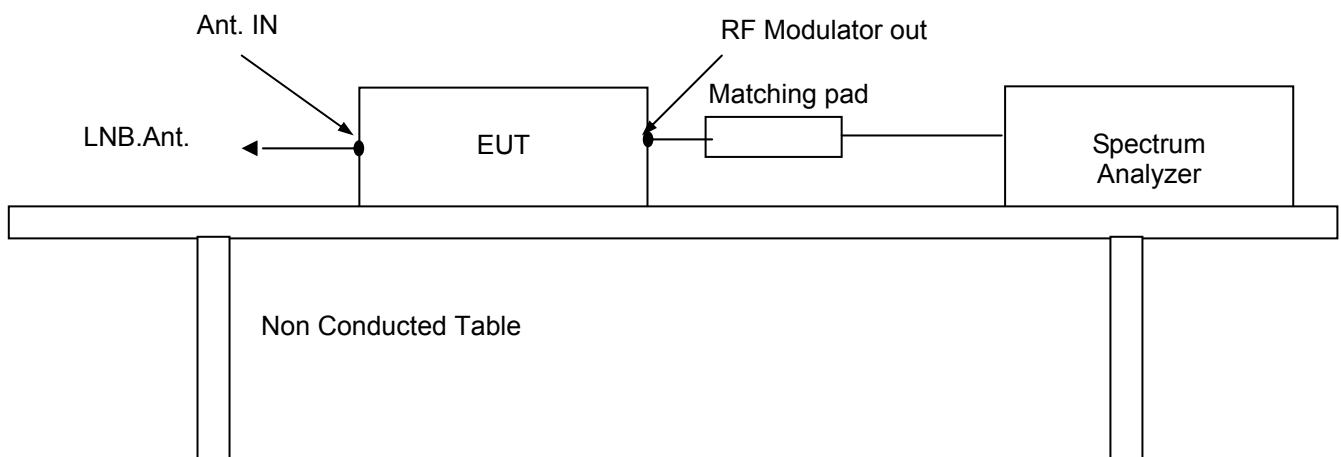 Ant. IN
RF Modulator out
Matching pad
LNB.Ant.
EUT
Spectrum
Analyzer
Non Conducted Table